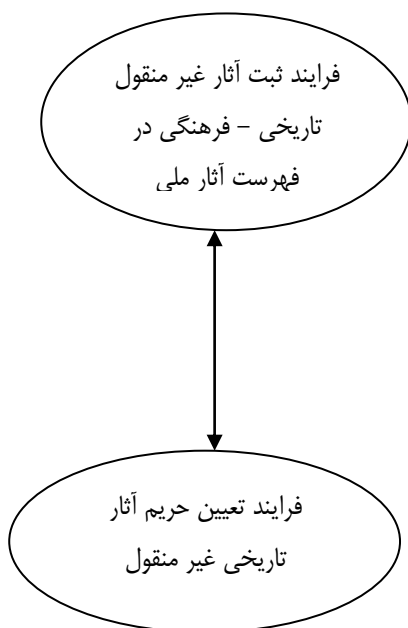 فرایند ثبت آثار غیر منقول
تاریخی – فرهنگی در
فهرست آثار ملی
فرایند تعیین حریم آثار
تاریخی غیر منقول